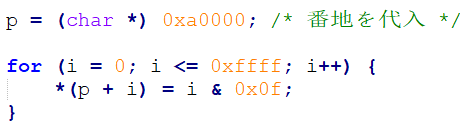 p = (char *) 0xa0000; /* 番地を代入 */
for (i = 0; i <= 0xffff; i++) {
*(p + i) = i & 0x0f;
}